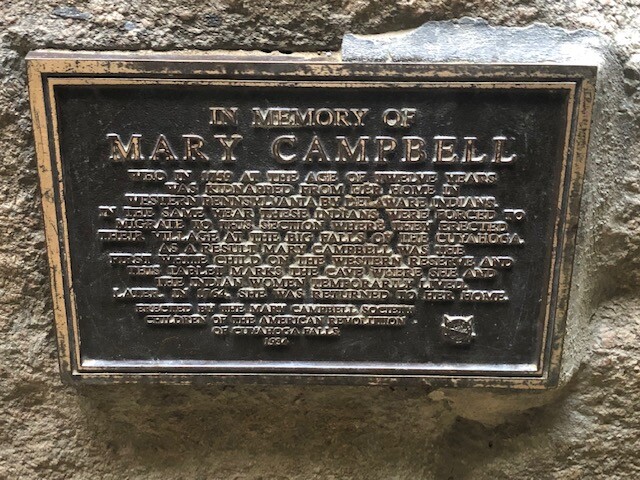 IN MEMORY OF
MARY CAMPBELL
WHO IN 1759 AT THE AGE OF TWELVE YEARS
WAS KIDNAPPED FROM HER HOME IN
WESTERN PENNSYLVANIA BY DELAWARE INDIANS.
IN THE SAME YEAR THESE INDIANS WERE FORCED TO
MIGRATE TO THIS SECTION WHERE THEY ERECTED
THEIR VILLAGE AT THE BIG FALLS OF THE CUYAHOGA.
AS A RESULT MARY CAMPBELL WAS THE
FIRST WHITE CHILD ON THE WESTERN RESERVE AND
THIS TABLET MARKS THE CAVE WHERE SHE AND
THE INDIAN WOMEN TEMPORARILY LIVED.
LATER IN 1764 SHE WAS RETURNED TO HER HOME.
ERECTED BY THE MARY CAMPBELL SOCIETY
CHILDREN OF THE AMERICAN REVOLUTION
OF CUYAHOGA FALLS
1934